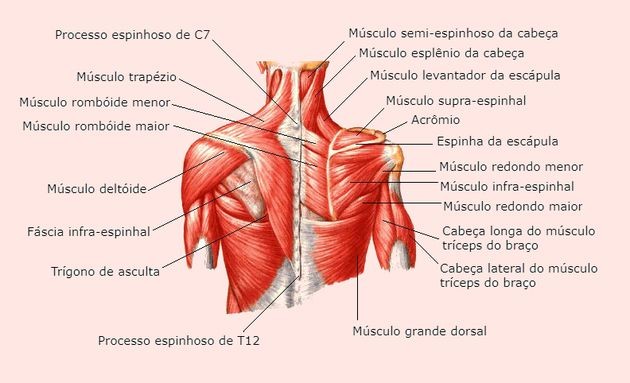 Processo espinhoso de C7
Músculo trapézio
Músculo rombóide menor
Músculo rombóide maior
Músculo deltóide
Fáscia infra-espinhal
Trígono de asculta
Processo espinhoso de T12
Músculo semi-espinhoso da cabeça
Músculo esplênio da cabeça
Músculo levantador da escápula
Músculo supra-espinhal
Acrômio
Espinha da escápula
Músculo redondo menor
Músculo infra-espinhal
Músculo redondo maior
Cabeça longa do músculo
tríceps do braço
Cabeça lateral do músculo
tríceps do braço
Músculo grande dorsal